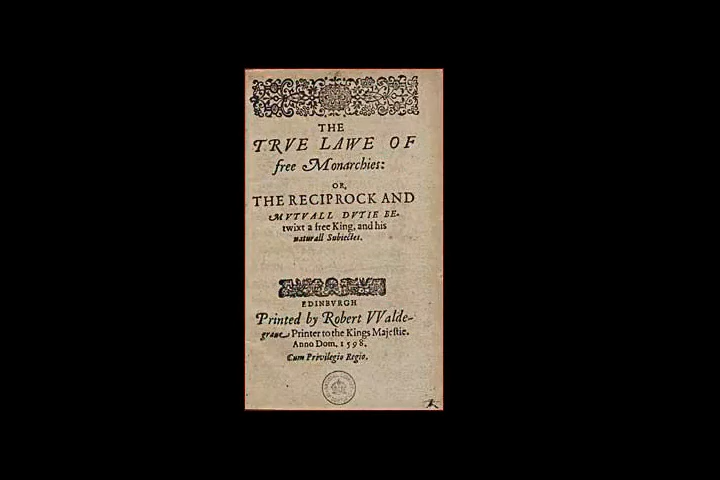 THE
TRVE LAWE OF
free Monarchies:
OR,
THE RECIPROCK AND
MVTVALL DVTIE BE-
twixt a free King, and his
naturall Subiectes.
EDINBVRGH
Printed by Robert VValde-
graue Printer to the Kings Majestie.
Anno Dom. 1598.
Cum Privilegio Regio.